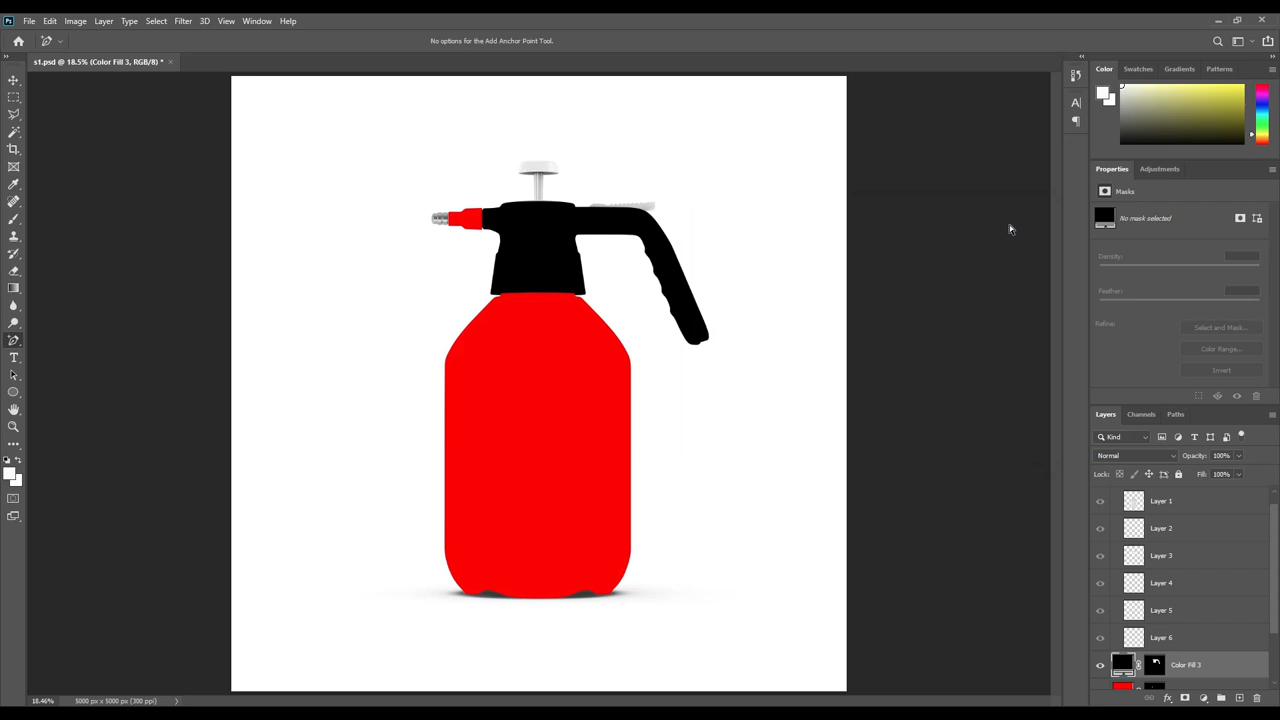 Ps File Edit Image Layer Type Select Filter 3D View Window Help
No options for the Add Anchor Point Tool.
s1.psd @ 18.5% (Color Fill 3, RGB/8) *
Color Swatches Gradients Patterns
Properties Adjustments
Masks
No mask selected
Density:
Feather:
Refine:
Select and Mask...
Color Range...
Invert
Layers Channels Paths
Kind
Normal Opacity: 100%
Lock: Fill: 100%
Layer 1
Layer 2
Layer 3
Layer 4
Layer 5
Layer 6
Color Fill 3
18.46% 5000 px x 5000 px (300 ppi)